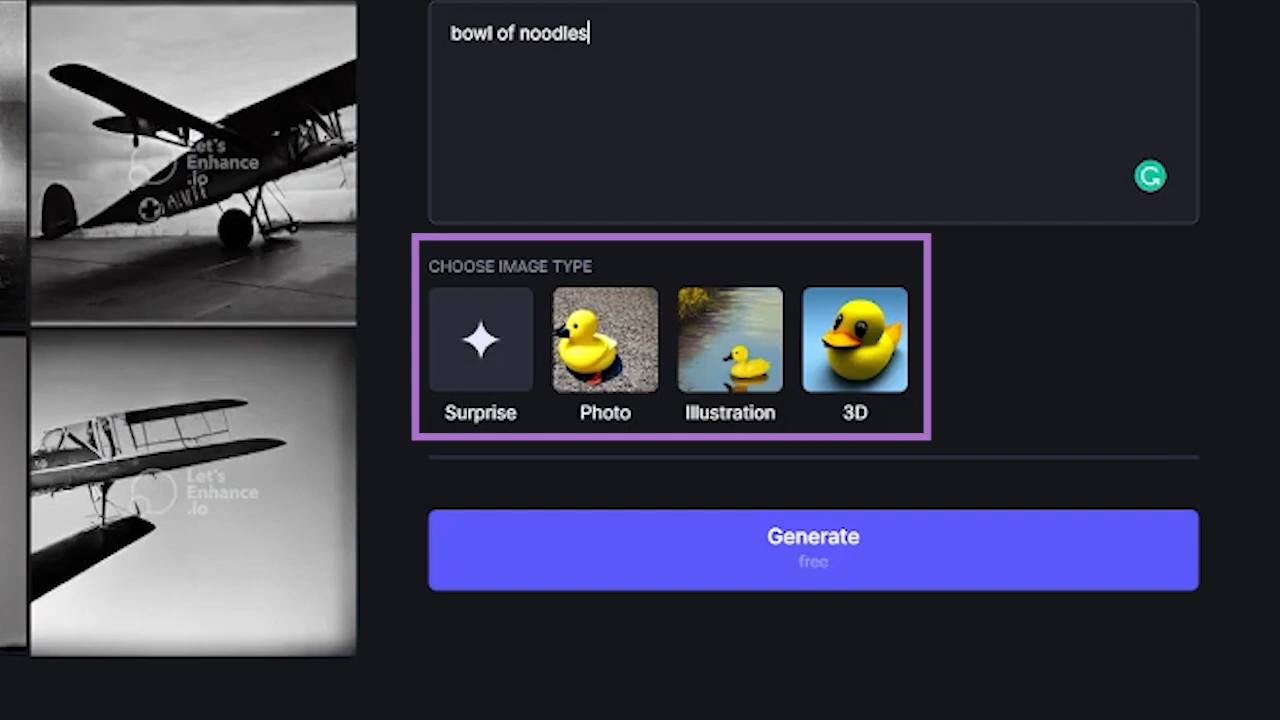 bowl of noodles
Let's
Enhance
.io
CHOOSE IMAGE TYPE
Surprise
Photo
Illustration
3D
Let's
Enhance
.io
Generate
free